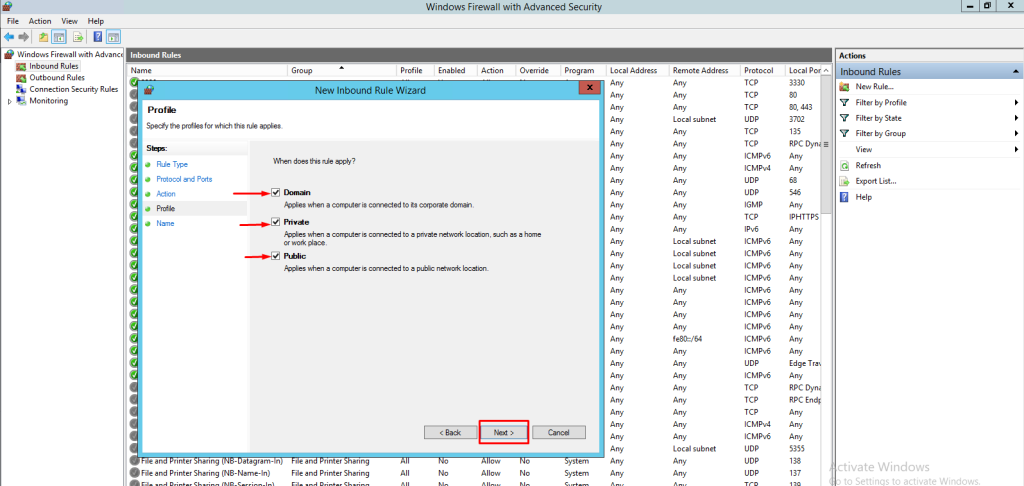 Windows Firewall with Advanced Security
File Action View Help
Windows Firewall with Advance
Inbound Rules
Outbound Rules
Connection Security Rules
Monitoring
Inbound Rules
Name Group Profile Enabled Action Override Program Local Address Remote Address Protocol Local Por
Any Any TCP 3330
Any Any TCP 80
Any Any TCP 80, 443
Any Local subnet UDP 3702
Any Any TCP 135
Any Any TCP RPC Dyna
Any Any ICMPv6 Any
Any Any ICMPv4 Any
Any Any UDP 68
Any Any UDP 546
Any Any IGMP Any
Any Any TCP IPHTTPS
Any Any IPv6 Any
Any Local subnet ICMPv6 Any
Any Local subnet ICMPv6 Any
Any Local subnet ICMPv6 Any
Any Local subnet ICMPv6 Any
Any Any ICMPv6 Any
Any Any ICMPv6 Any
Any Any ICMPv6 Any
Any Any ICMPv6 Any
Any fe80::/64 ICMPv6 Any
Any Any ICMPv6 Any
Any Any UDP Edge Trav
Any Any ICMPv6 Any
Any Any TCP RPC Dyna
Any Any TCP RPC Endp
Any Any TCP Any
Any Any ICMPv4 Any
Any Any ICMPv6 Any
Any Local subnet UDP 5355
File and Printer Sharing (NB-Datagram-In) File and Printer Sharing All No Allow No System Any Any UDP 138
File and Printer Sharing (NB-Name-In) File and Printer Sharing All No Allow No System Any Any UDP 137
File and Printer Sharing (NB-Session-In) File and Printer Sharing All No Allow No System Any Any TCP 139
New Inbound Rule Wizard
Profile
Specify the profiles for which this rule applies.
Steps:
Rule Type
Protocol and Ports
Action
Profile
Name
When does this rule apply?
Domain
Applies when a computer is connected to its corporate domain.
Private
Applies when a computer is connected to a private network location, such as a home
or work place.
Public
Applies when a computer is connected to a public network location.
< Back Next > Cancel
Actions
Inbound Rules
New Rule...
Filter by Profile
Filter by State
Filter by Group
View
Refresh
Export List...
Help
Activate Windows
Go to Settings to activate Windows.